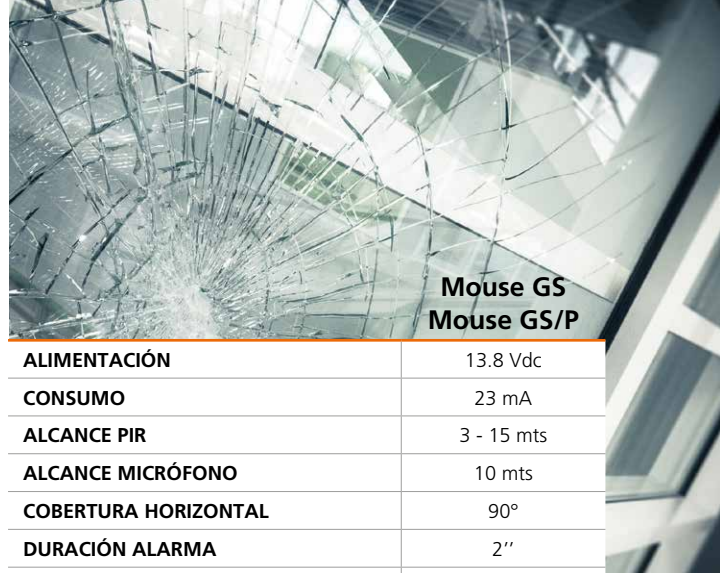 Mouse GS
Mouse GS/P
ALIMENTACIÓN 13.8 Vdc
CONSUMO 23 mA
ALCANCE PIR 3 - 15 mts
ALCANCE MICRÓFONO 10 mts
COBERTURA HORIZONTAL 90°
DURACIÓN ALARMA 2’’